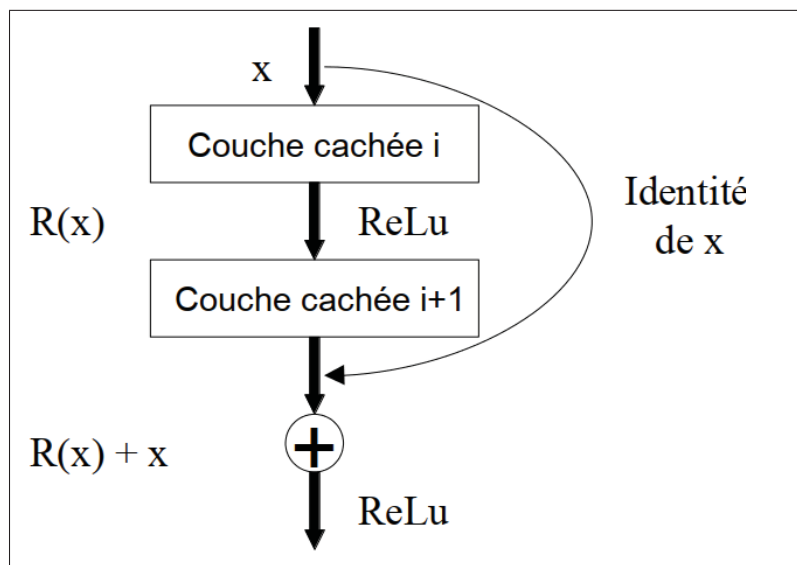 x
Couche cachée i
R(x)
ReLu
Identité
de x
Couche cachée i+1
R(x) + x
+
ReLu